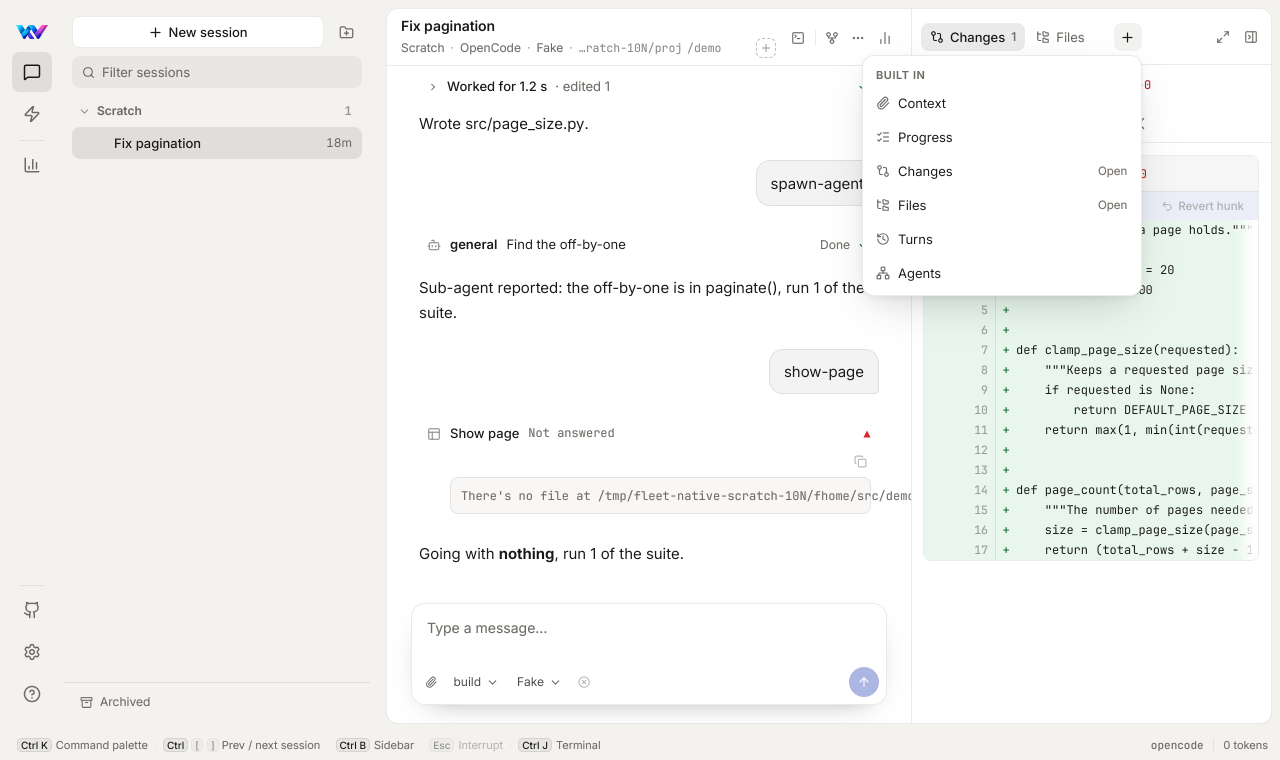 New session
Filter sessions
Scratch 1
Fix pagination 18m
Archived
Fix pagination
Scratch · OpenCode · Fake · …ratch-10N/proj /demo
Worked for 1.2 s · edited 1
Wrote src/page_size.py.
spawn-agent
general Find the off-by-one Done
Sub-agent reported: the off-by-one is in paginate(), run 1 of the
suite.
show-page
Show page Not answered
There's no file at /tmp/fleet-native-scratch-10N/fhome/src/demo
Going with nothing, run 1 of the suite.
Type a message…
build Fake
Changes 1 Files
BUILT IN
Context
Progress
Changes Open
Files Open
Turns
Agents
0
0
Revert hunk
a page holds."""
= 20
00
5 +
6 +
7 + def clamp_page_size(requested):
8 + """Keeps a requested page siz
9 + if requested is None:
10 + return DEFAULT_PAGE_SIZE
11 + return max(1, min(int(request
12 +
13 +
14 + def page_count(total_rows, page_s
15 + """The number of pages needed
16 + size = clamp_page_size(page_s
17 + return (total_rows + size - 1
Ctrl K Command palette · Ctrl [ ] Prev / next session · Ctrl B Sidebar · Esc Interrupt · Ctrl J Terminal
opencode 0 tokens